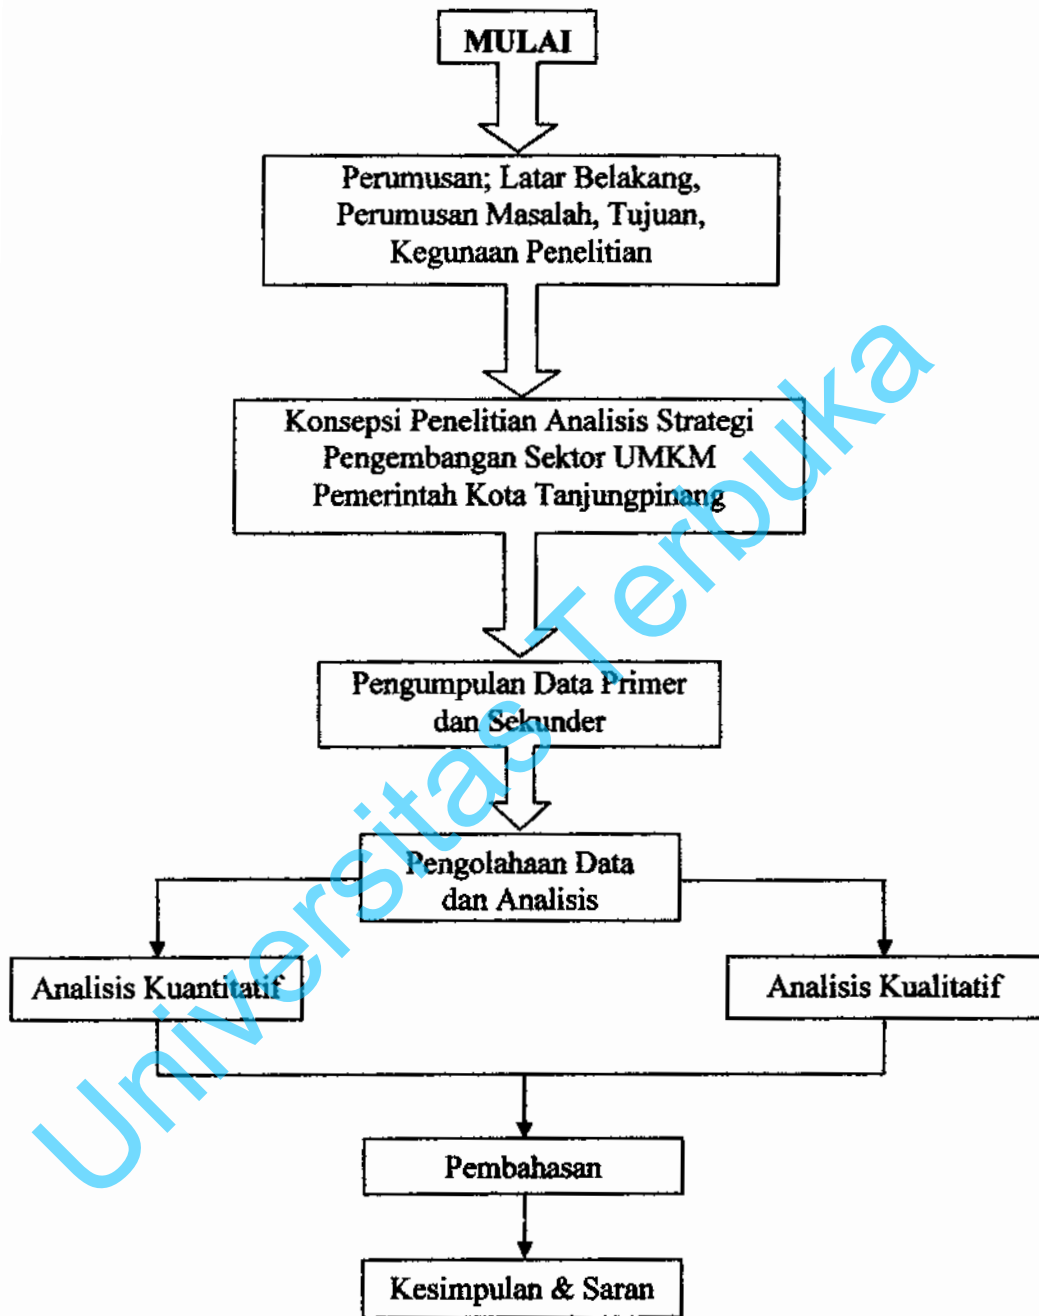 MULAI
Perumusan; Latar Belakang,
Perumusan Masalah, Tujuan,
Kegunaan Penelitian
Konsepsi Penelitian Analisis Strategi
Pengembangan Sektor UMKM
Pemerintah Kota Tanjungpinang
Pengumpulan Data Primer
dan Sekunder
Pengolahaan Data
dan Analisis
Analisis Kuantitatif
Analisis Kualitatif
Pembahasan
Kesimpulan & Saran
Universitas Terbuka